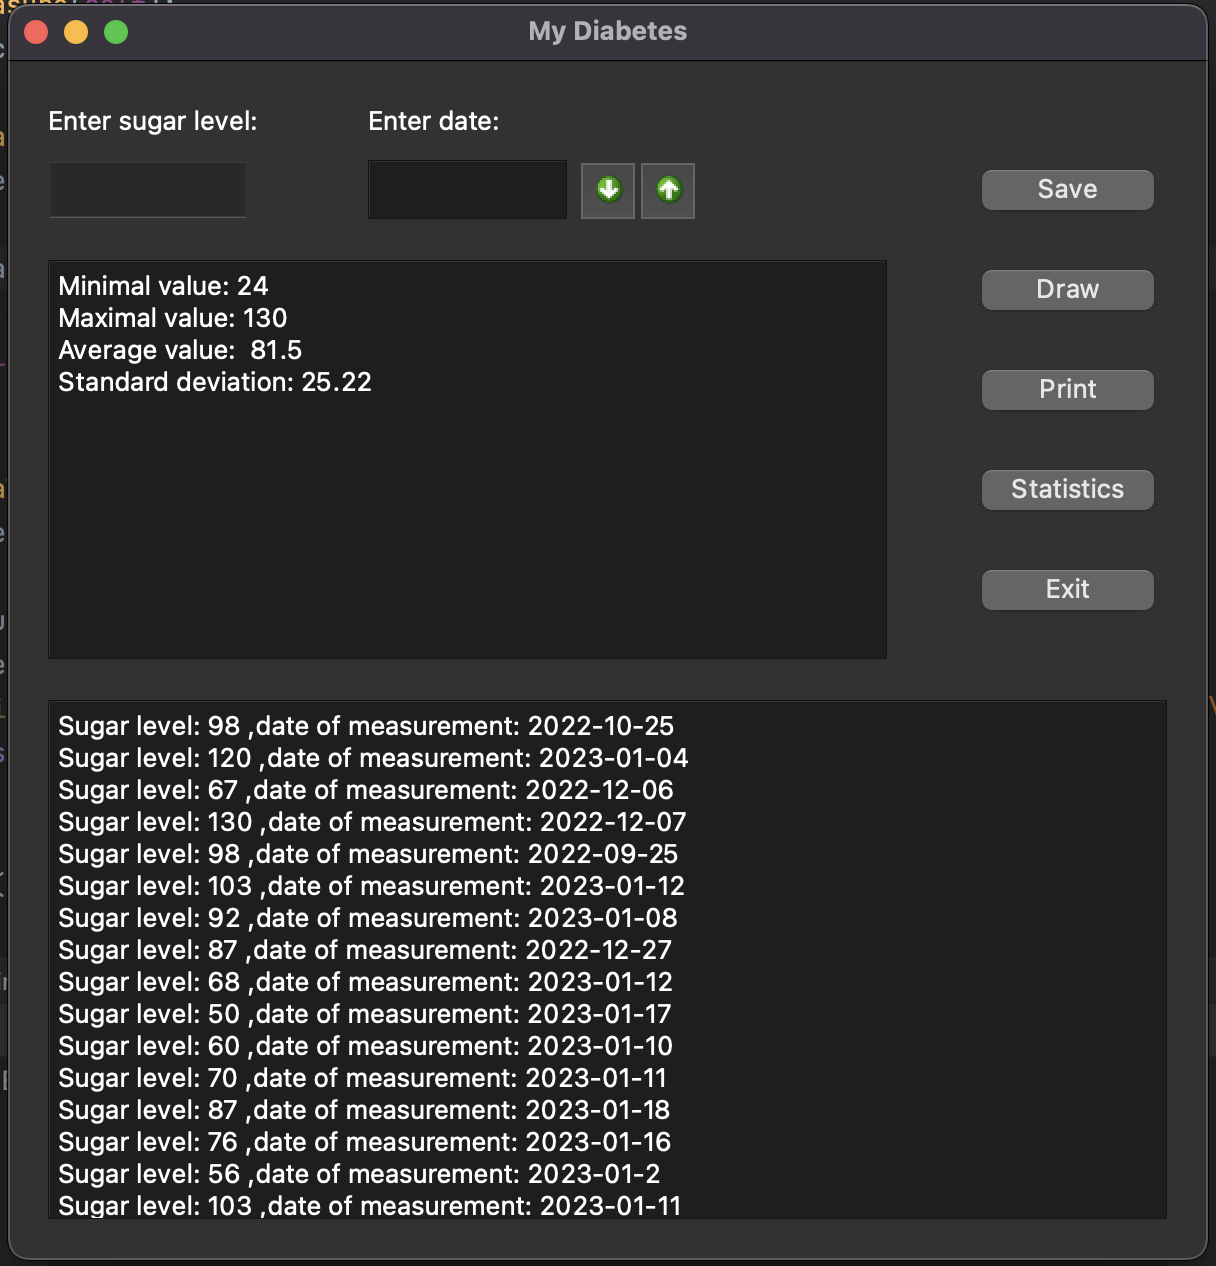 My Diabetes
Enter sugar level: Enter date:
Save
Draw
Print
Statistics
Exit
Minimal value: 24
Maximal value: 130
Average value:  81.5
Standard deviation: 25.22
Sugar level: 98 ,date of measurement: 2022-10-25
Sugar level: 120 ,date of measurement: 2023-01-04
Sugar level: 67 ,date of measurement: 2022-12-06
Sugar level: 130 ,date of measurement: 2022-12-07
Sugar level: 98 ,date of measurement: 2022-09-25
Sugar level: 103 ,date of measurement: 2023-01-12
Sugar level: 92 ,date of measurement: 2023-01-08
Sugar level: 87 ,date of measurement: 2022-12-27
Sugar level: 68 ,date of measurement: 2023-01-12
Sugar level: 50 ,date of measurement: 2023-01-17
Sugar level: 60 ,date of measurement: 2023-01-10
Sugar level: 70 ,date of measurement: 2023-01-11
Sugar level: 87 ,date of measurement: 2023-01-18
Sugar level: 76 ,date of measurement: 2023-01-16
Sugar level: 56 ,date of measurement: 2023-01-2
Sugar level: 103 ,date of measurement: 2023-01-11